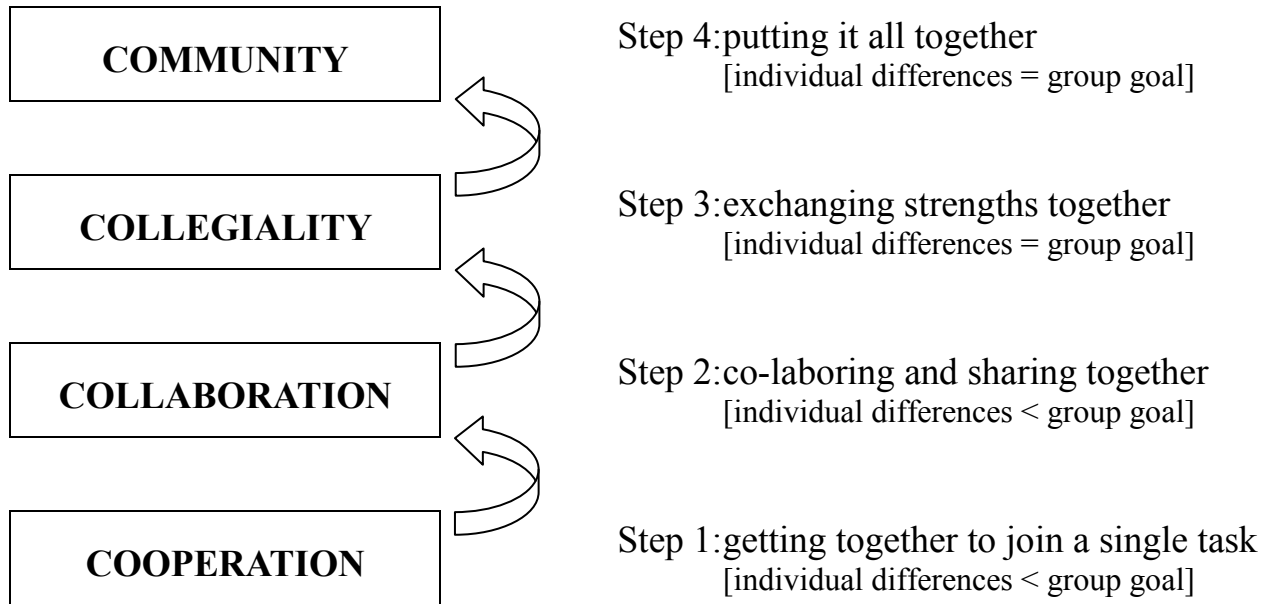 COMMUNITY
Step 4:putting it all together
[individual differences = group goal]
COLLEGIALITY
Step 3:exchanging strengths together
[individual differences = group goal]
COLLABORATION
Step 2:co-laboring and sharing together
[individual differences < group goal]
COOPERATION
Step 1:getting together to join a single task
[individual differences < group goal]